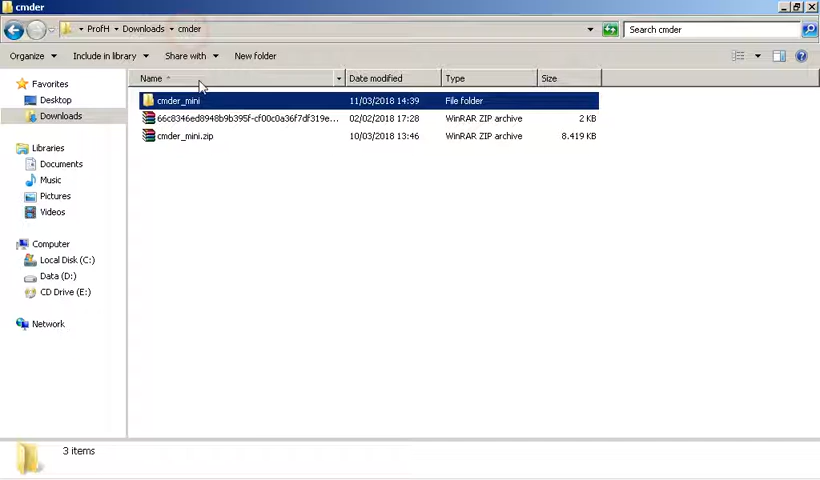 cmder
ProfH Downloads cmder
Search cmder
Organize Include in library Share with New folder
Name Date modified Type Size
Favorites
Desktop
Downloads
Libraries
Documents
Music
Pictures
Videos
Computer
Local Disk (C:)
Data (D:)
CD Drive (E:)
Network
cmder_mini 11/03/2018 14:39 File folder
66c8346ed8948b9b395f-cf00c0a36f7df319e... 02/02/2018 17:28 WinRAR ZIP archive 2 KB
cmder_mini.zip 10/03/2018 13:46 WinRAR ZIP archive 8.419 KB
3 items